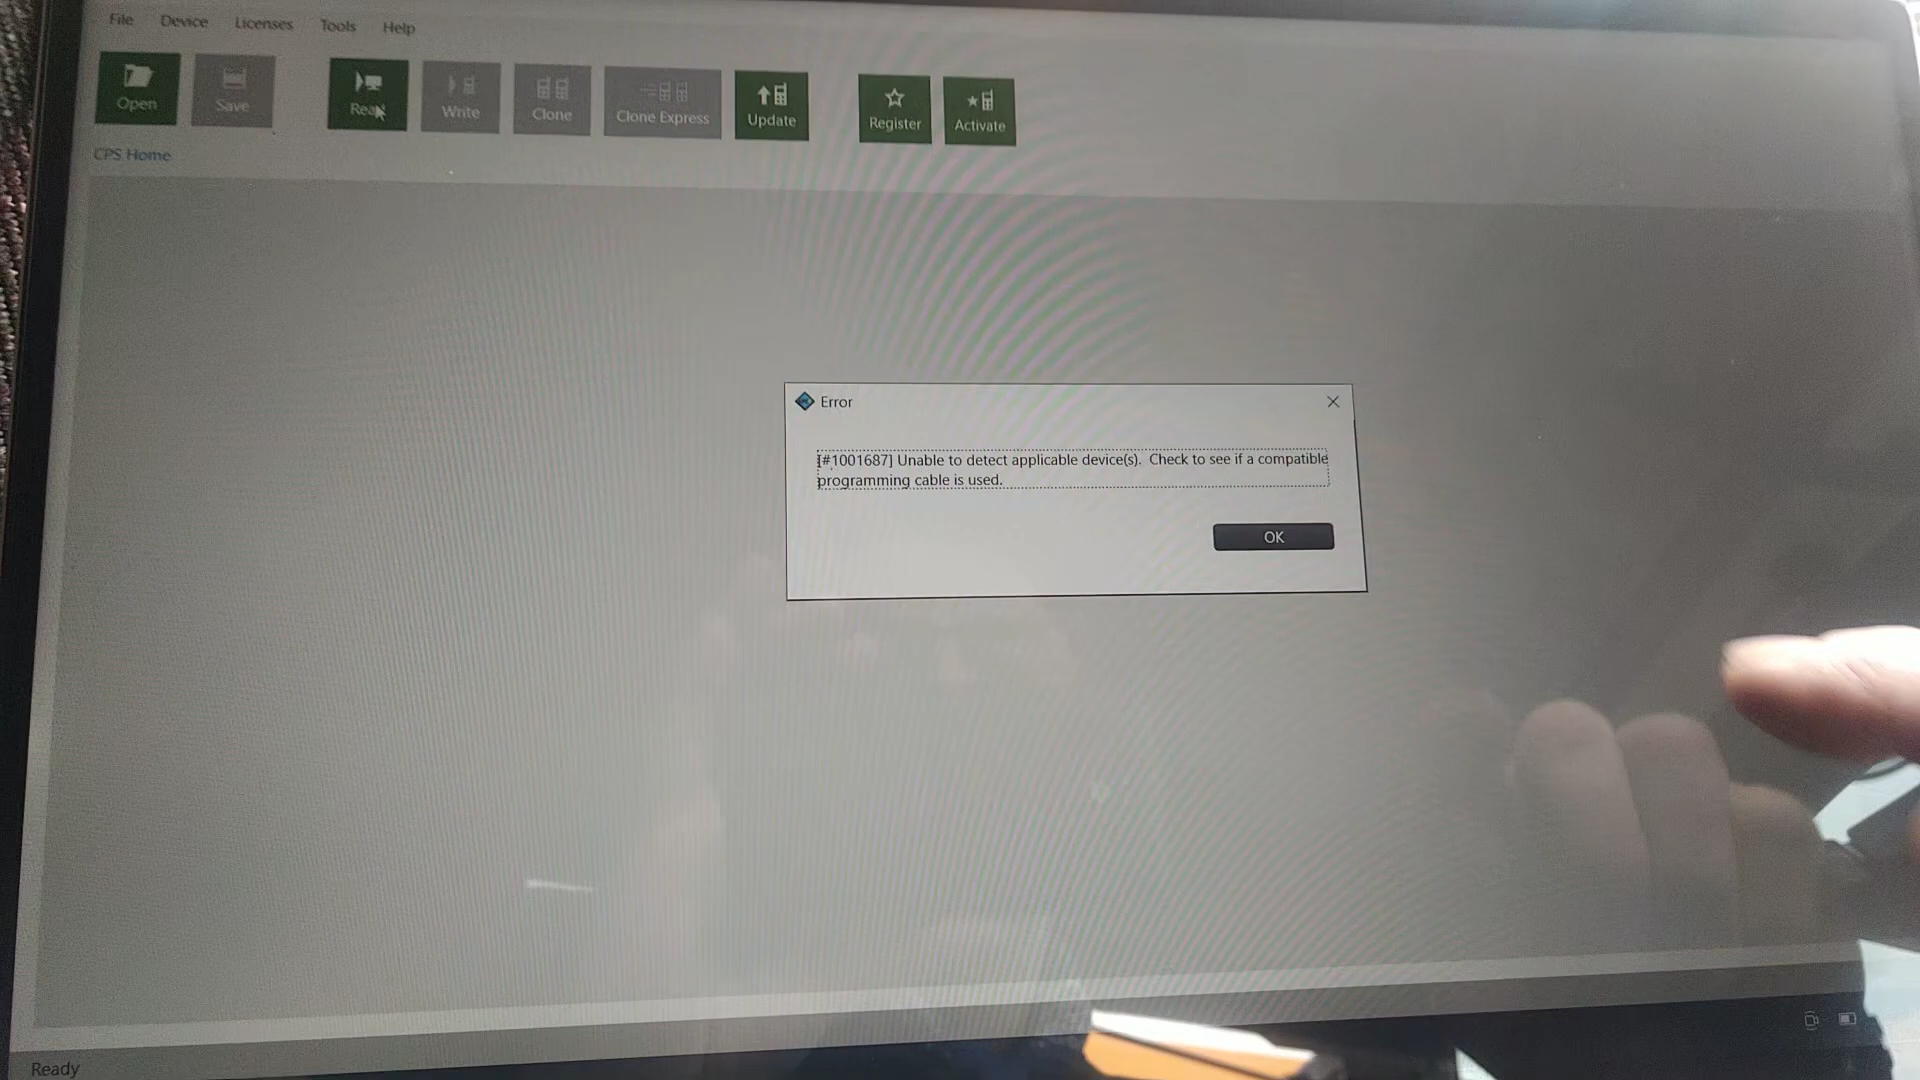 File Device Licenses Tools Help
Open Save Read Write Clone Clone Express Update Register Activate
CPS Home
Error
[#1001687] Unable to detect applicable device(s). Check to see if a compatible
programming cable is used.
OK
Ready